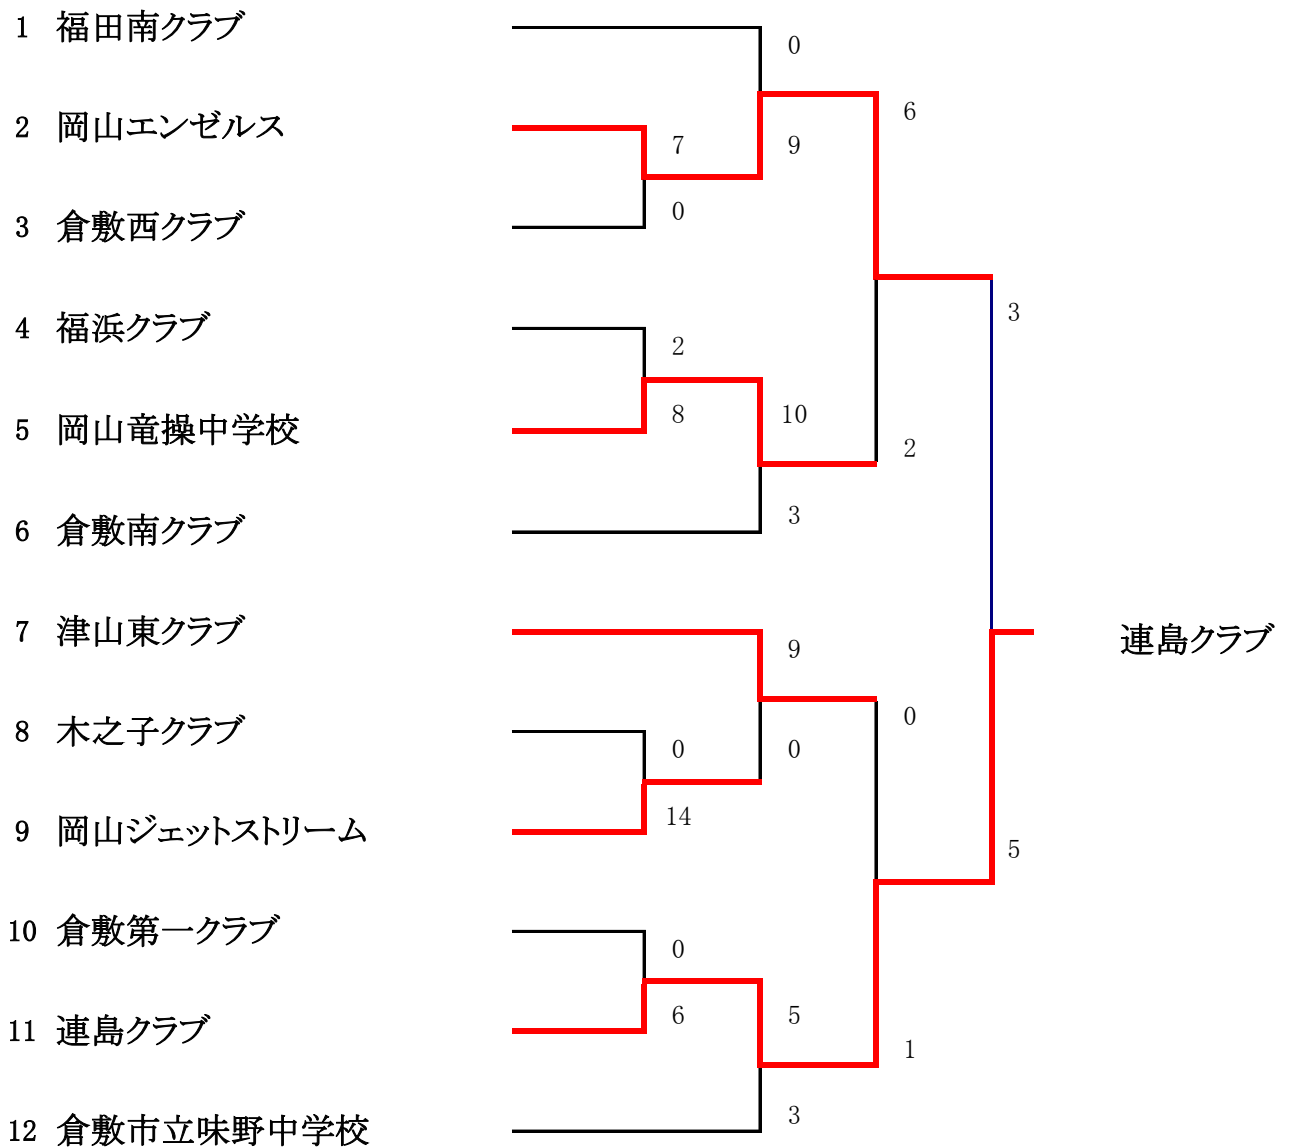 1 福田南クラブ
0
6
2 岡山エンゼルス
7
9
3 倉敷西クラブ
0
3
4 福浜クラブ
2
5 岡山竜操中学校
8
10
2
6 倉敷南クラブ
3
7 津山東クラブ
9
連島クラブ
0
8 木之子クラブ
0
0
9 岡山ジェットストリーム
14
5
10 倉敷第一クラブ
0
11 連島クラブ
6
5
1
12 倉敷市立味野中学校
3